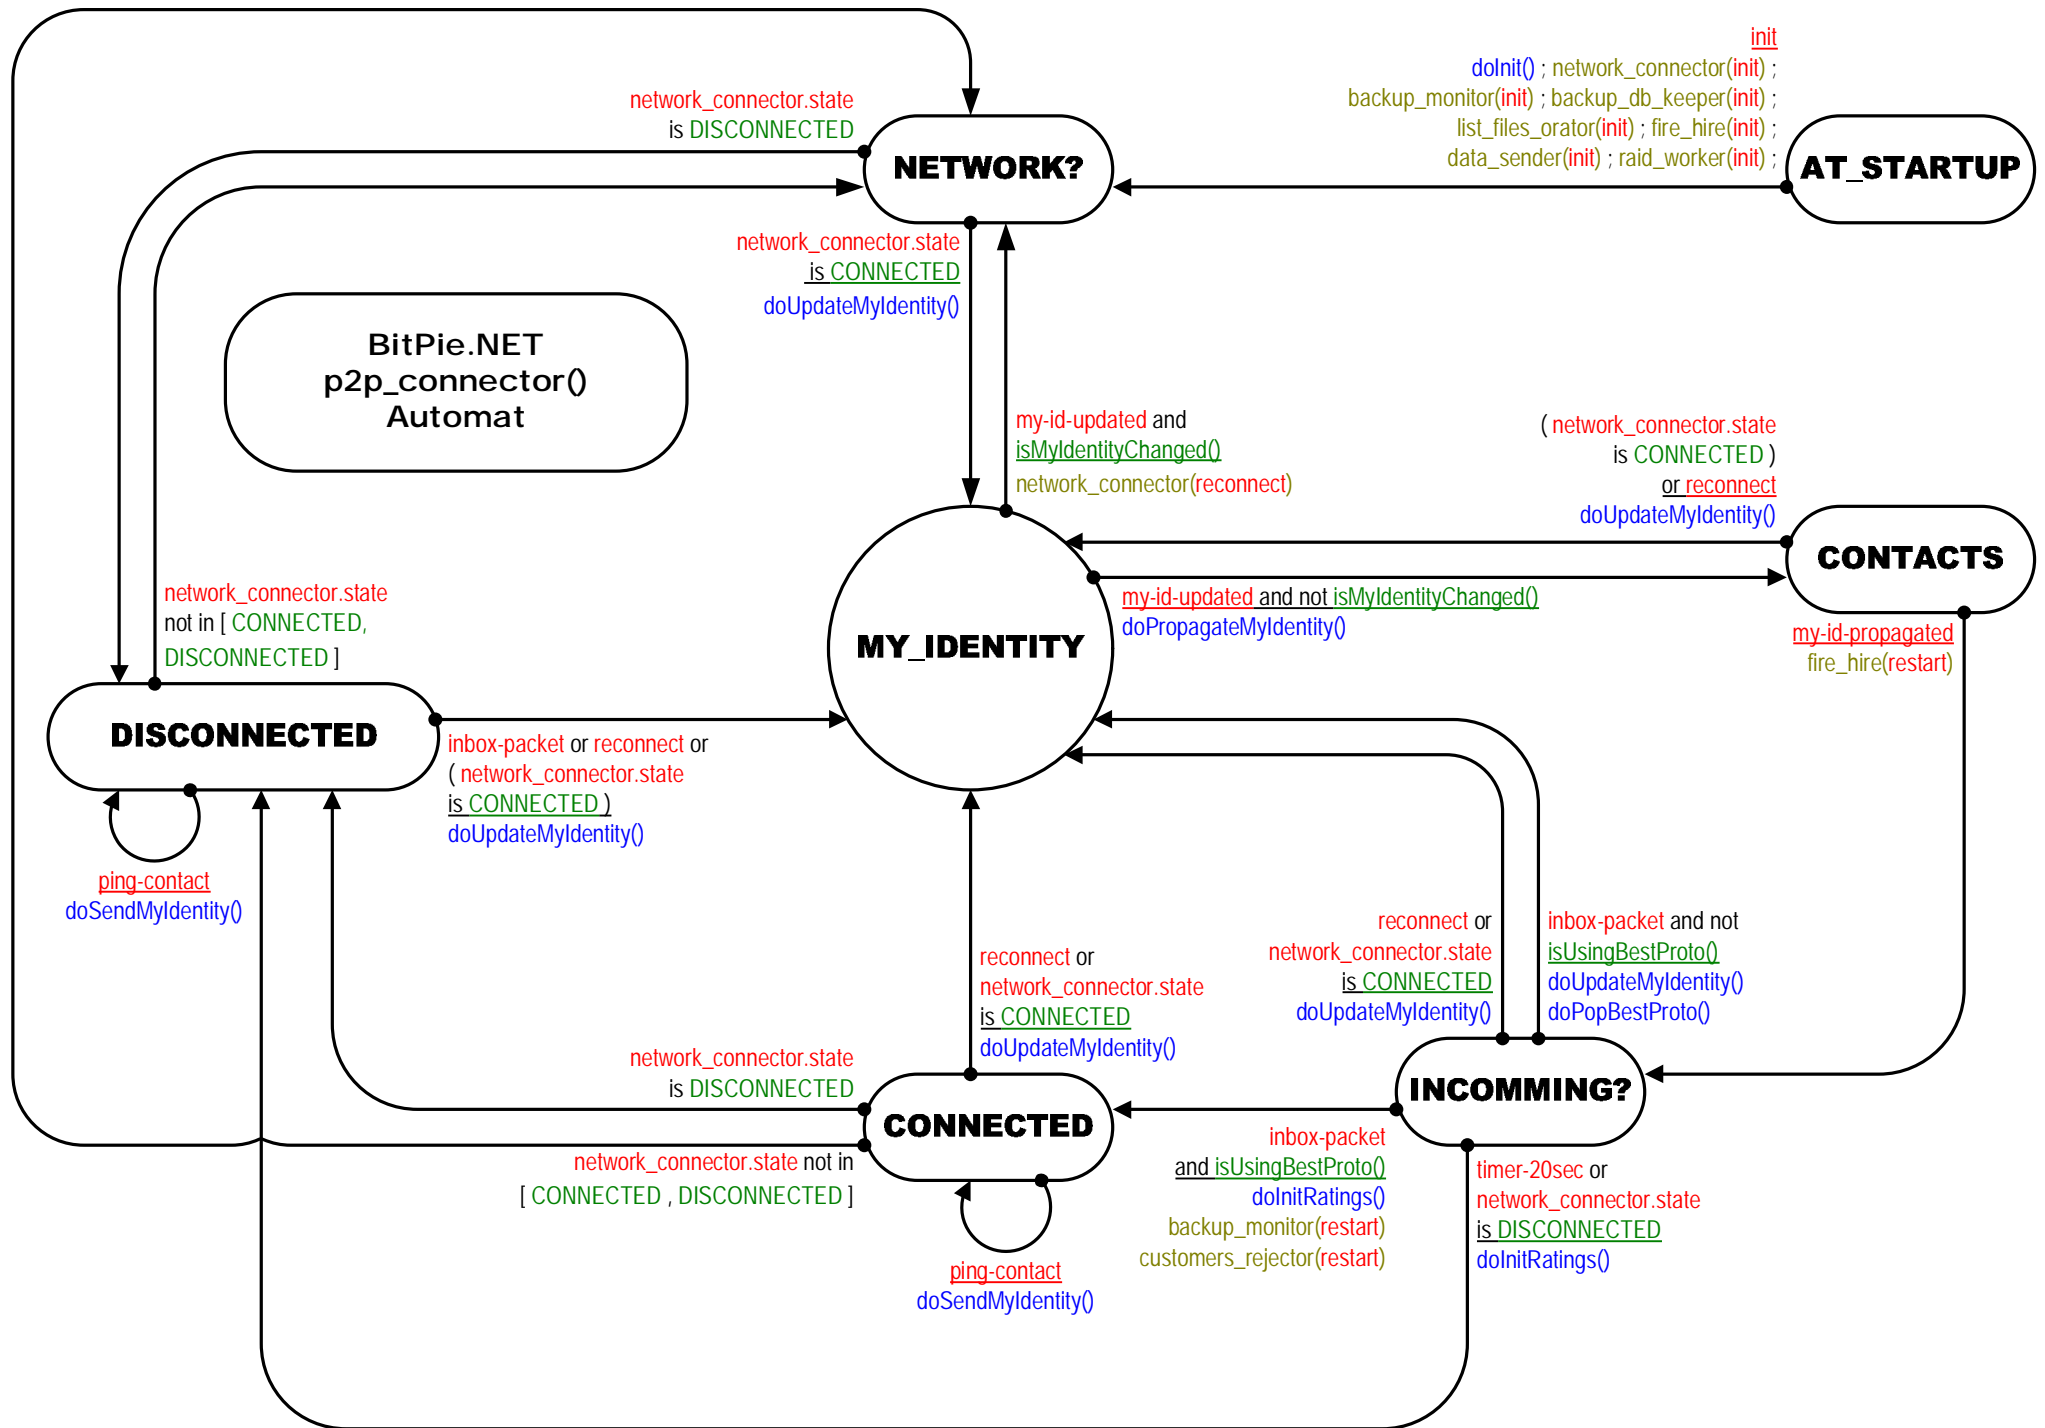 init
doInit() ; network_connector(init) ;
backup_monitor(init) ; backup_db_keeper(init) ;
list_files_orator(init) ; fire_hire(init) ;
data_sender(init) ; raid_worker(init) ;
AT_STARTUP
network_connector.state
is DISCONNECTED
NETWORK?
network_connector.state
is CONNECTED
doUpdateMyIdentity()
BitPie.NET
p2p_connector()
Automat
my-id-updated and
isMyIdentityChanged()
network_connector(reconnect)
( network_connector.state
is CONNECTED )
or reconnect
doUpdateMyIdentity()
CONTACTS
my-id-updated and not isMyIdentityChanged()
doPropagateMyIdentity()
my-id-propagated
fire_hire(restart)
MY_IDENTITY
network_connector.state
not in [ CONNECTED,
DISCONNECTED ]
DISCONNECTED
inbox-packet or reconnect or
( network_connector.state
is CONNECTED )
doUpdateMyIdentity()
ping-contact
doSendMyIdentity()
reconnect or
network_connector.state
is CONNECTED
doUpdateMyIdentity()
reconnect or
network_connector.state
is CONNECTED
doUpdateMyIdentity()
inbox-packet and not
isUsingBestProto()
doUpdateMyIdentity()
doPopBestProto()
network_connector.state
is DISCONNECTED
CONNECTED
INCOMMING?
network_connector.state not in
[ CONNECTED , DISCONNECTED ]
inbox-packet
and isUsingBestProto()
doInitRatings()
backup_monitor(restart)
customers_rejector(restart)
timer-20sec or
network_connector.state
is DISCONNECTED
doInitRatings()
ping-contact
doSendMyIdentity()